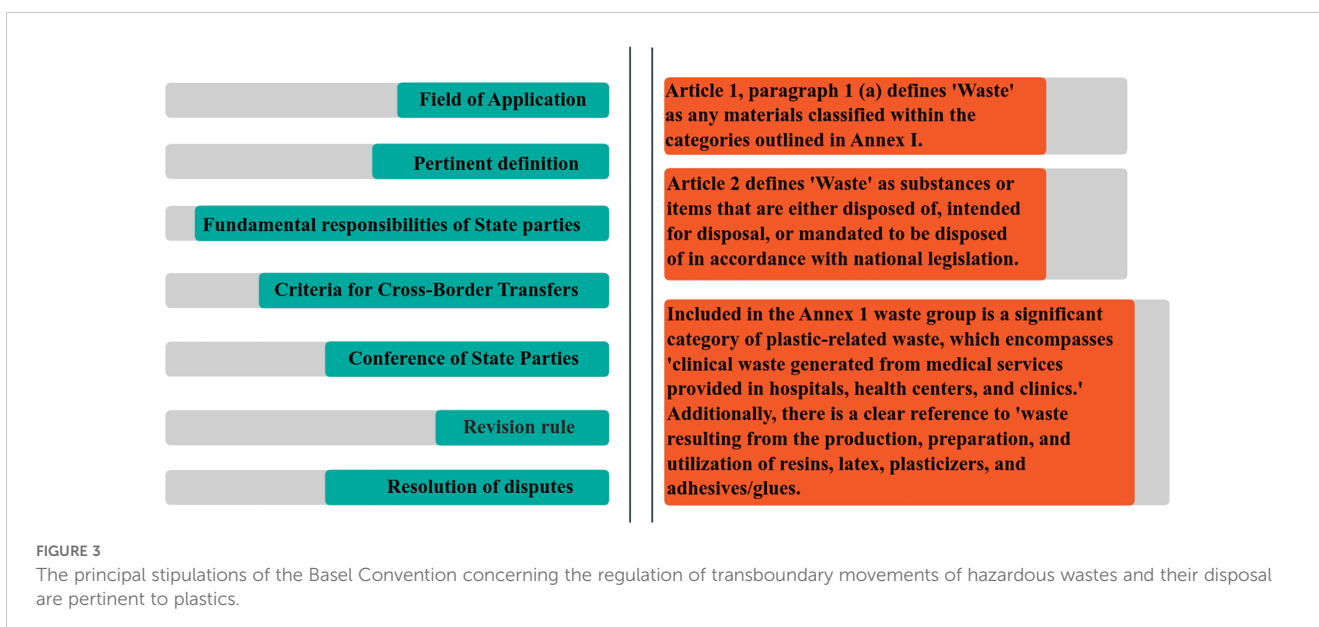 Field of Application
Pertinent definition
Fundamental responsibilities of State parties
Criteria for Cross-Border Transfers
Conference of State Parties
Revision rule
Resolution of disputes
Article 1, paragraph 1 (a) defines 'Waste'
as any materials classified within the
categories outlined in Annex I.
Article 2 defines 'Waste' as substances or
items that are either disposed of, intended
for disposal, or mandated to be disposed
of in accordance with national legislation.
Included in the Annex 1 waste group is a significant
category of plastic-related waste, which encompasses
'clinical waste generated from medical services
provided in hospitals, health centers, and clinics.'
Additionally, there is a clear reference to 'waste
resulting from the production, preparation, and
utilization of resins, latex, plasticizers, and
adhesives/glues.
FIGURE 3
The principal stipulations of the Basel Convention concerning the regulation of transboundary movements of hazardous wastes and their disposal
are pertinent to plastics.